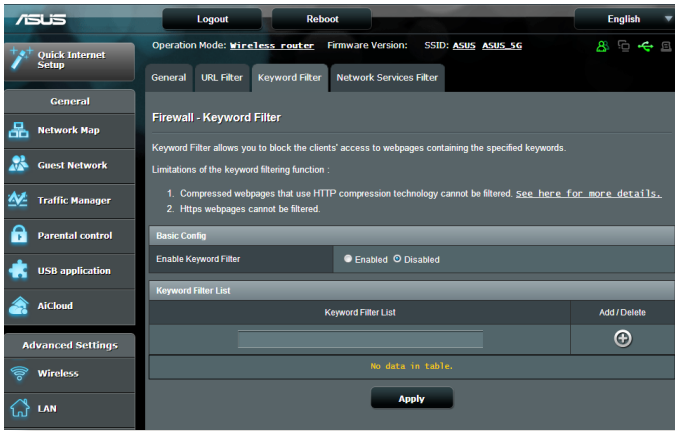 ASUS
Logout
Reboot
English
Operation Mode: Wireless router Firmware Version: SSID: ASUS ASUS_5G
Quick Internet
Setup
General
Network Map
Guest Network
Traffic Manager
Parental control
USB application
AiCloud
Advanced Settings
Wireless
LAN
General
URL Filter
Keyword Filter
Network Services Filter
Firewall - Keyword Filter
Keyword Filter allows you to block the clients' access to webpages containing the specified keywords.
Limitations of the keyword filtering function :
1. Compressed webpages that use HTTP compression technology cannot be filtered. See here for more details.
2. Https webpages cannot be filtered.
Basic Config
Enable Keyword Filter
Enabled Disabled
Keyword Filter List
Keyword Filter List
Add / Delete
No data in table.
Apply